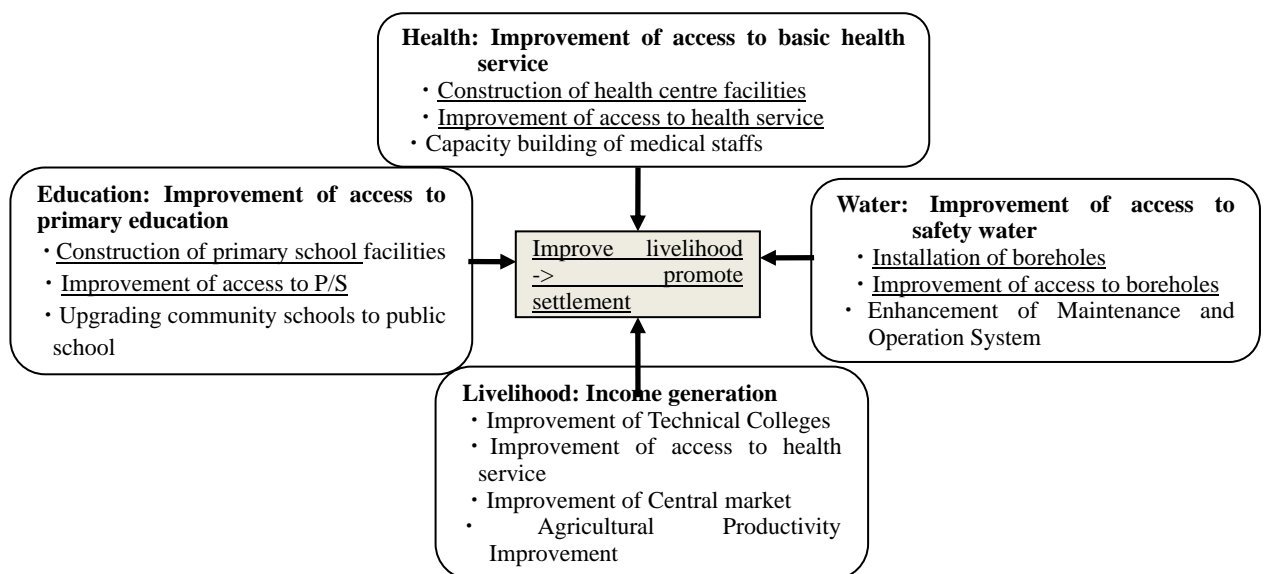 Health: Improvement of access to basic health
service
・Construction of health centre facilities
・Improvement of access to health service
・Capacity building of medical staffs
Education: Improvement of access to
primary education
・Construction of primary school facilities
・Improvement of access to P/S
・Upgrading community schools to public
school
Improve livelihood
-> promote
settlement
Water: Improvement of access to
safety water
・Installation of boreholes
・Improvement of access to boreholes
・Enhancement of Maintenance and
Operation System
Livelihood: Income generation
・Improvement of Technical Colleges
・Improvement of access to health
service
・Improvement of Central market
・Agricultural Productivity
Improvement